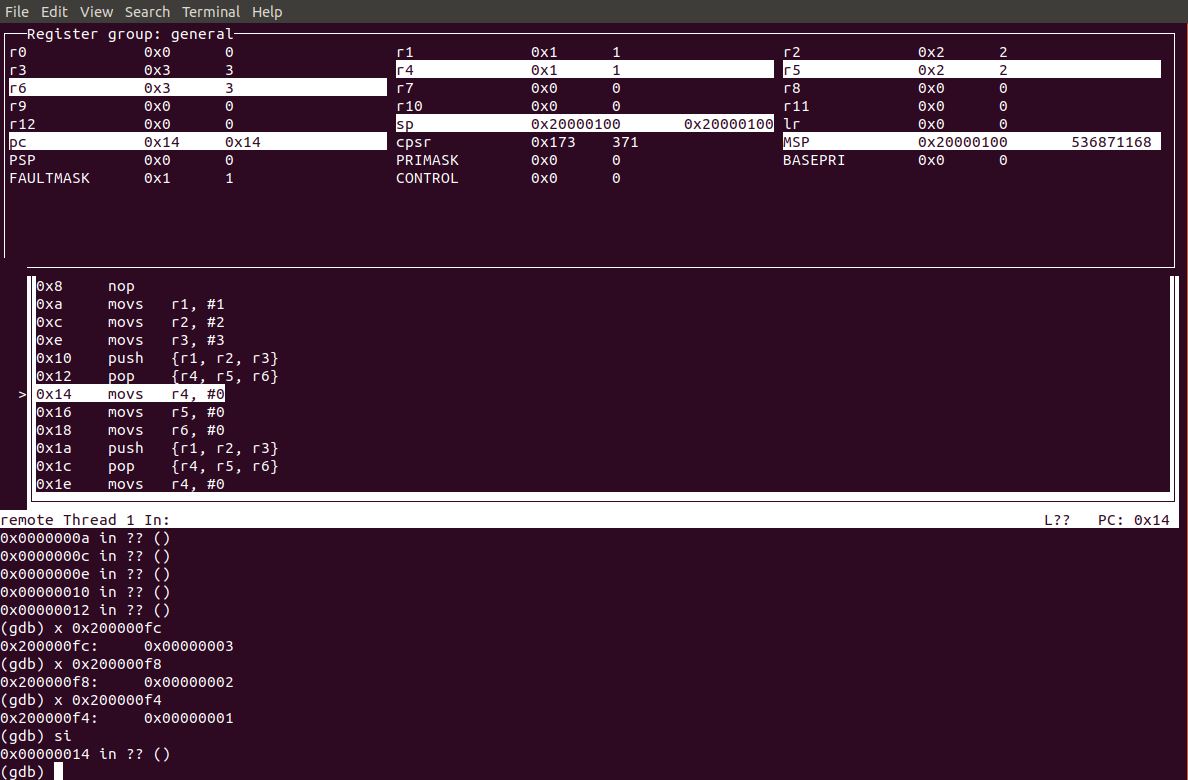 File Edit View Search Terminal Help
Register group: general
r0 0x0 0 r1 0x1 1 r2 0x2 2
r3 0x3 3 r4 0x1 1 r5 0x2 2
r6 0x3 3 r7 0x0 0 r8 0x0 0
r9 0x0 0 r10 0x0 0 r11 0x0 0
r12 0x0 0 sp 0x20000100 0x20000100 lr 0x0 0
pc 0x14 0x14 cpsr 0x173 371 MSP 0x20000100 536871168
PSP 0x0 0 PRIMASK 0x0 0 BASEPRI 0x0 0
FAULTMASK 0x1 1 CONTROL 0x0 0
0x8 nop
0xa movs r1, #1
0xc movs r2, #2
0xe movs r3, #3
0x10 push {r1, r2, r3}
0x12 pop {r4, r5, r6}
>0x14 movs r4, #0
0x16 movs r5, #0
0x18 movs r6, #0
0x1a push {r1, r2, r3}
0x1c pop {r4, r5, r6}
0x1e movs r4, #0
remote Thread 1 In: L?? PC: 0x14
0x0000000a in ?? ()
0x0000000c in ?? ()
0x0000000e in ?? ()
0x00000010 in ?? ()
0x00000012 in ?? ()
(gdb) x 0x200000fc
0x200000fc: 0x00000003
(gdb) x 0x200000f8
0x200000f8: 0x00000002
(gdb) x 0x200000f4
0x200000f4: 0x00000001
(gdb) si
0x00000014 in ?? ()
(gdb)